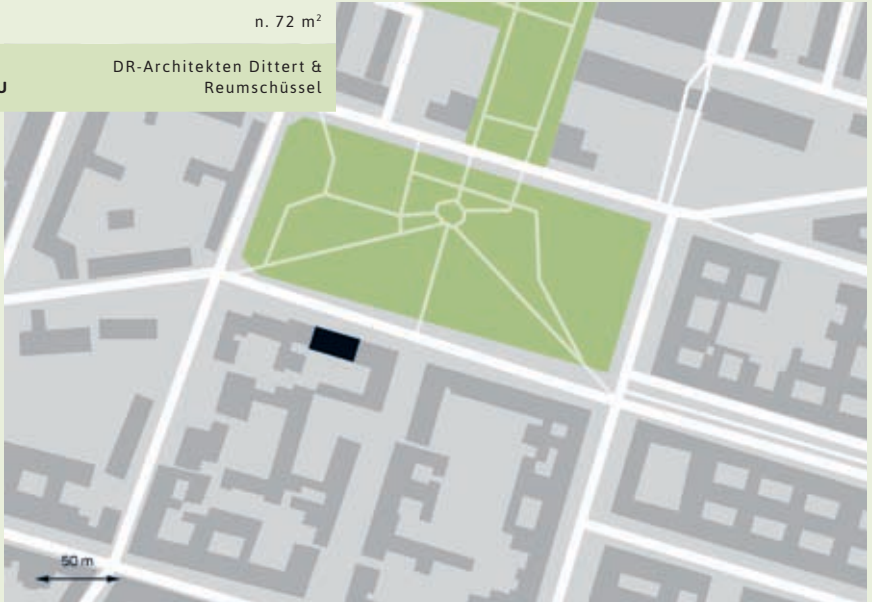 n. 72 m²
U
DR-Architekten Dittert &
Reumschüssel
50 m